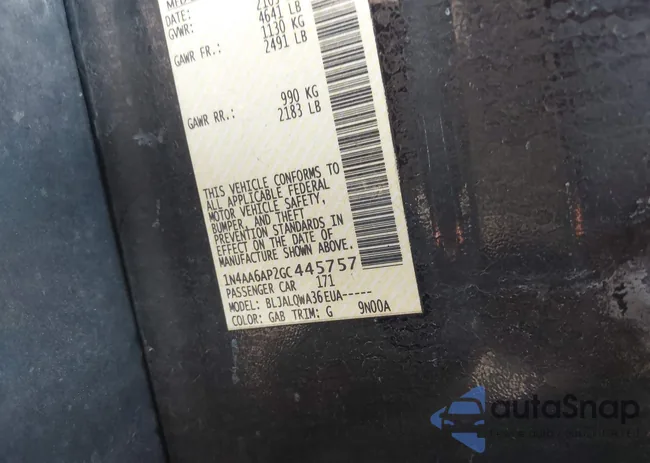 DATE:
GVWR: 4641 LB
1130 KG
GAWR FR.: 2491 LB
990 KG
GAWR RR.: 2183 LB
THIS VEHICLE CONFORMS TO
ALL APPLICABLE FEDERAL
MOTOR VEHICLE SAFETY,
BUMPER, AND THEFT
PREVENTION STANDARDS IN
EFFECT ON THE DATE OF
MANUFACTURE SHOWN ABOVE.
1N4AA6AP2GC445757
PASSENGER CAR 171
MODEL: BLJALQWA36EUA-----
COLOR: GAB TRIM: G 9N00A
autaSnap